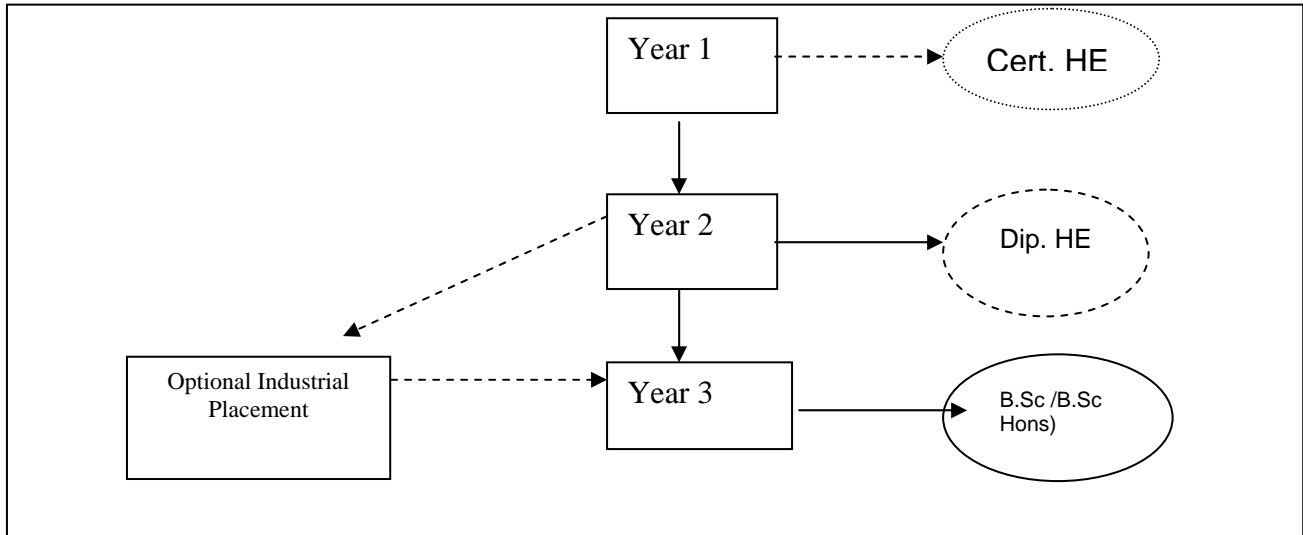 Year 1
Cert. HE
Year 2
Dip. HE
Optional Industrial
Placement
Year 3
B.Sc /B.Sc
Hons)